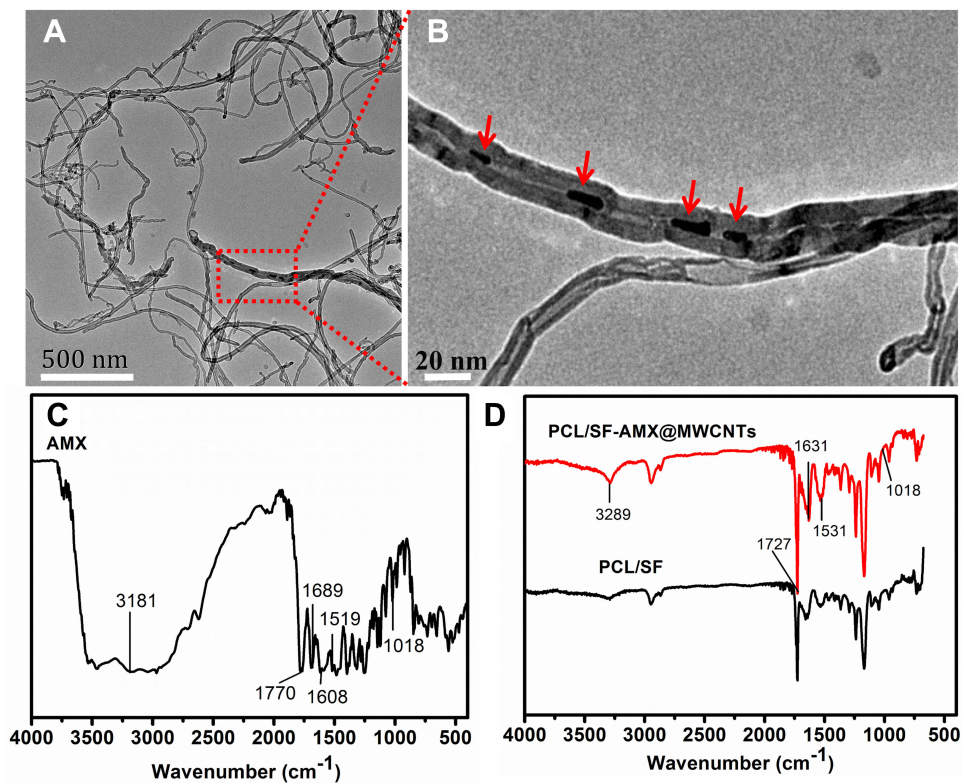 A
500 nm
B
20 nm
C
AMX
3181
1770
1689
1608
1519
1018
4000 3500 3000 2500 2000 1500 1000 500
Wavenumber (cm⁻¹)
D
PCL/SF-AMX@MWCNTs
1631
3289
1727
1531
1018
PCL/SF
4000 3500 3000 2500 2000 1500 1000 500
Wavenumber (cm⁻¹)